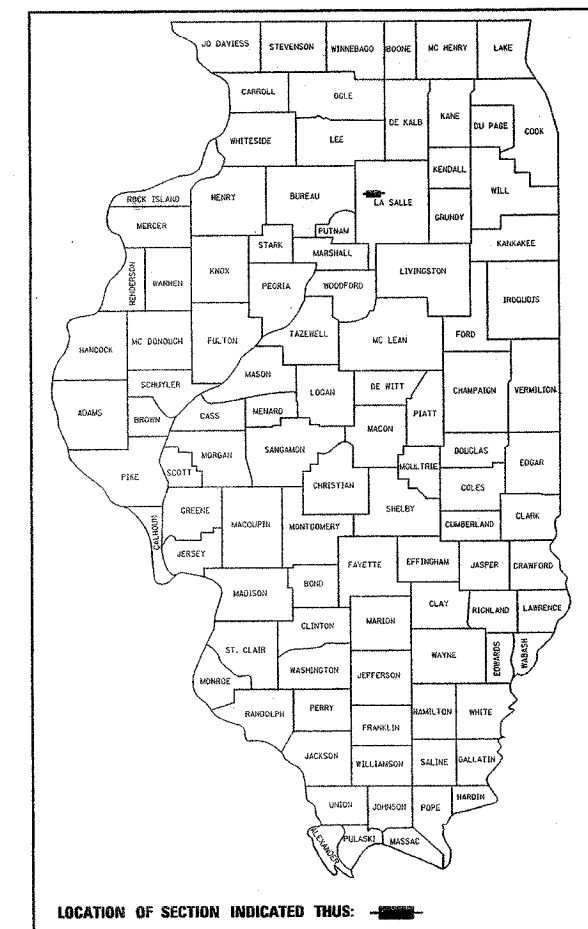 JO DAVIESS STEVENSON WINNEBAGO BOONE MC HENRY LAKE
CARROLL OGLE DE KALB KANE DU PAGE COOK
WHITESIDE LEE KENDALL WILL
ROCK ISLAND HENRY BUREAU LA SALLE GRUNDY
MERCER PUTNAM KANKAKEE
HENDERSON WARREN KNOX STARK MARSHALL LIVINGSTON IROQUOIS
PEORIA WOODFORD
HANCOCK MC DONOUGH FULTON TAZEWELL MC LEAN FORD
SCHUYLER MASON LOGAN DE WITT CHAMPAIGN VERMILION
ADAMS BROWN CASS MENARD MACON PIATT
PIKE SCOTT MORGAN SANGAMON MOULTRIE DOUGLAS EDGAR
CHRISTIAN COLES
CALHOUN GREENE MACOUPIN MONTGOMERY SHELBY CUMBERLAND CLARK
JERSEY FAYETTE EFFINGHAM JASPER CRAWFORD
MADISON BOND CLAY RICHLAND LAWRENCE
CLINTON MARION
ST. CLAIR WASHINGTON WAYNE EDWARDS WABASH
MONROE JEFFERSON
RANDOLPH PERRY HAMILTON WHITE
FRANKLIN
JACKSON WILLIAMSON SALINE GALLATIN
UNION JOHNSON POPE HARDIN
ALEXANDER PULASKI MASSAC
LOCATION OF SECTION INDICATED THUS: